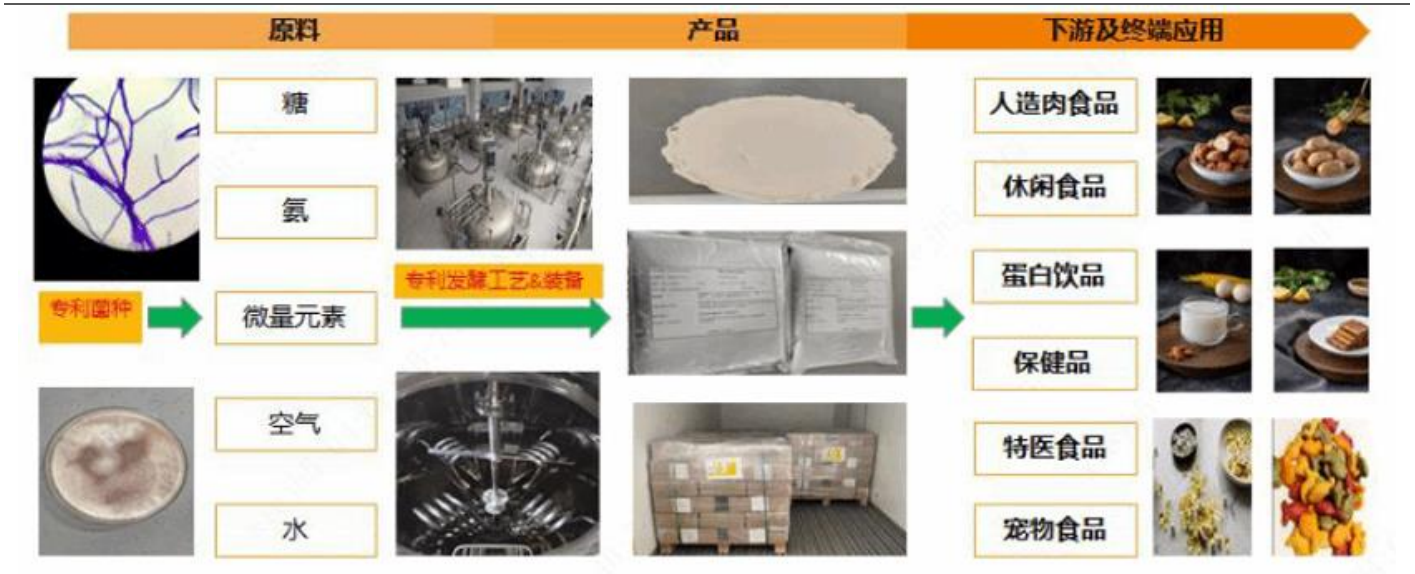 原料
产品
下游及终端应用
糖
氨
微量元素
空气
水
专利菌种
专利发酵工艺&装备
人造肉食品
休闲食品
蛋白饮品
保健品
特医食品
宠物食品